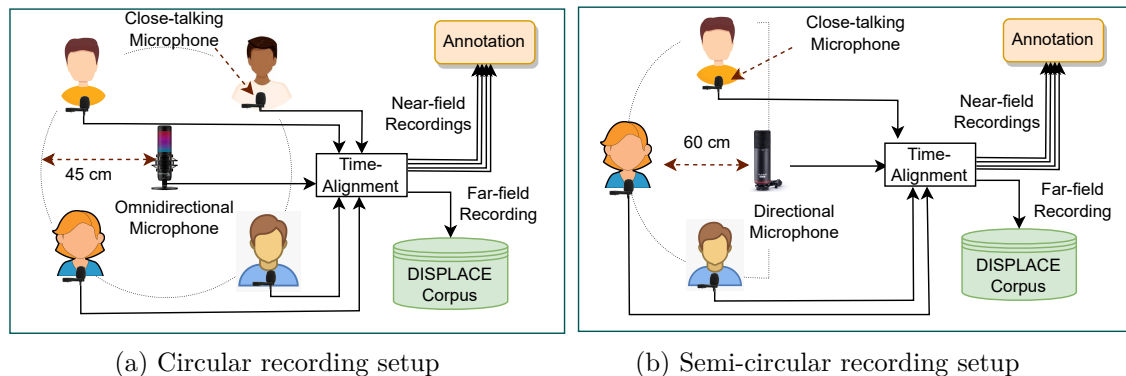 Close-talking
Microphone
Annotation
Near-field
Recordings
45 cm
Time-
Alignment
Omnidirectional
Microphone
Far-field
Recording
DISPLACE
Corpus
(a) Circular recording setup
Close-talking
Microphone
Annotation
Near-field
Recordings
60 cm
Time-
Alignment
Directional
Microphone
Far-field
Recording
DISPLACE
Corpus
(b) Semi-circular recording setup